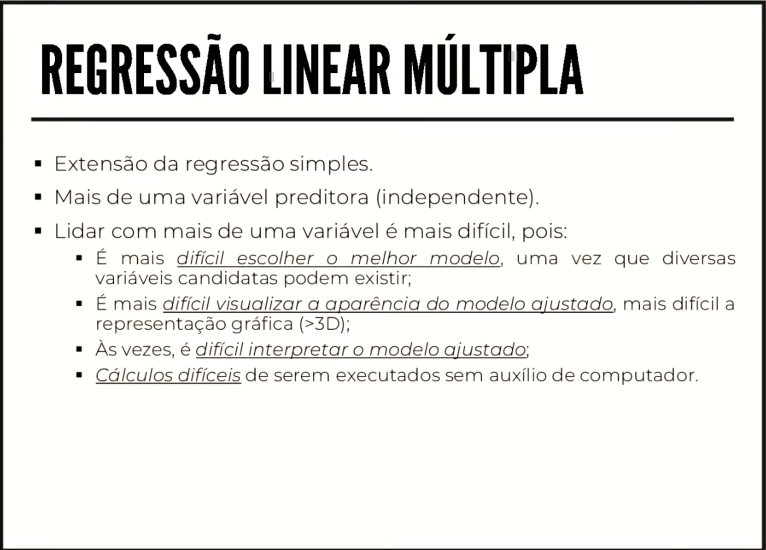 REGRESSÃO LINEAR MÚLTIPLA
▪ Extensão da regressão simples.
▪ Mais de uma variável preditora (independente).
▪ Lidar com mais de uma variável é mais difícil, pois:
▪ É mais difícil escolher o melhor modelo, uma vez que diversas
variáveis candidatas podem existir;
▪ É mais difícil visualizar a aparência do modelo ajustado, mais difícil a
representação gráfica (>3D);
▪ Às vezes, é difícil interpretar o modelo ajustado;
▪ Cálculos difíceis de serem executados sem auxílio de computador.